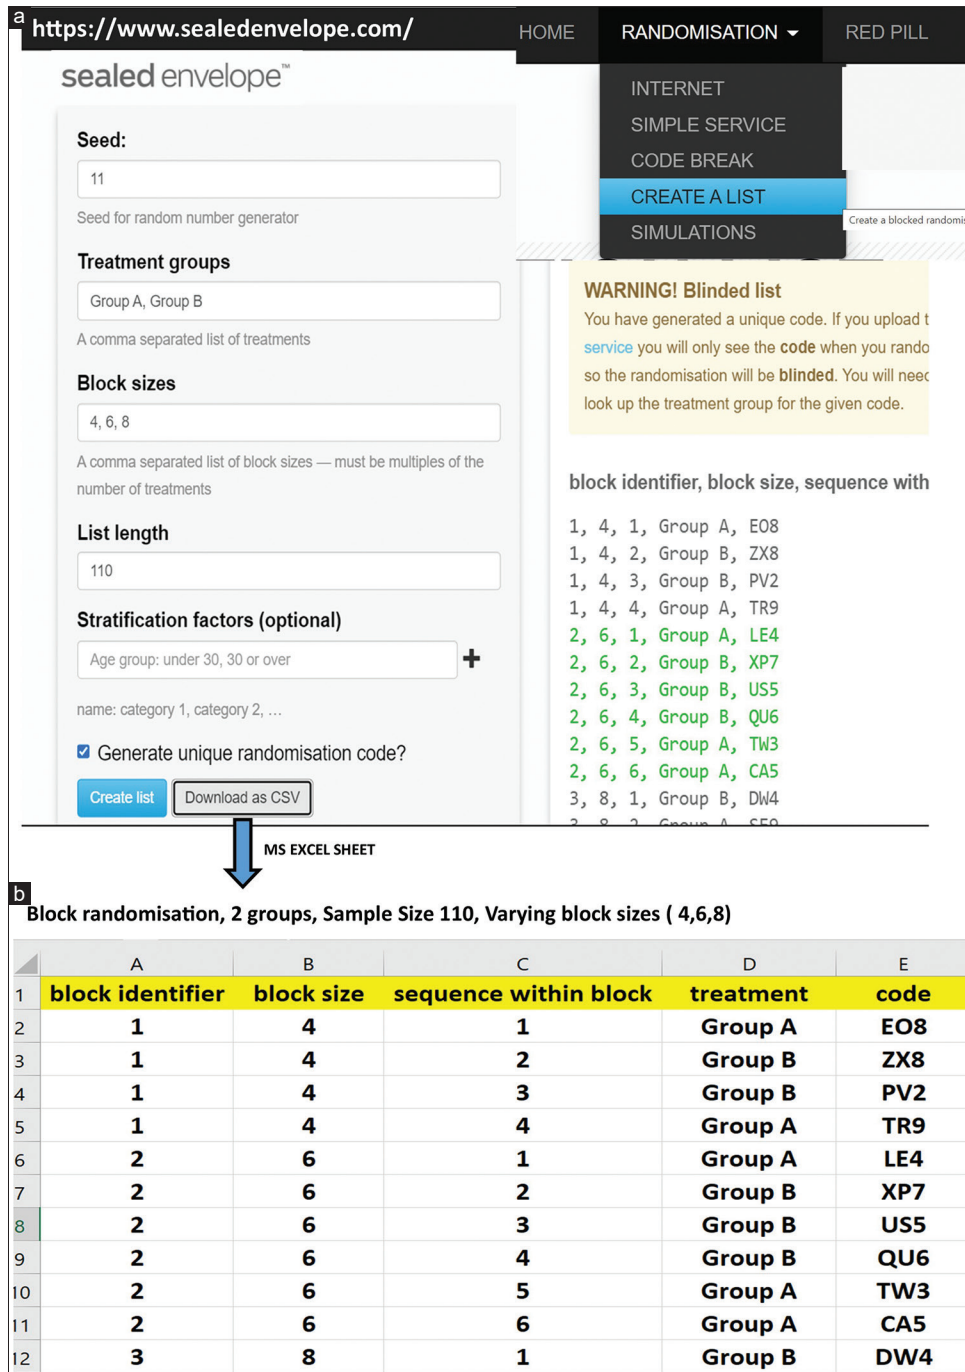 a
https://www.sealedenvelope.com/
HOME
RANDOMISATION
RED PILL
INTERNET
SIMPLE SERVICE
CODE BREAK
CREATE A LIST
SIMULATIONS
Create a blocked randomis
sealed envelope™
Seed:
11
Seed for random number generator
Treatment groups
Group A, Group B
A comma separated list of treatments
Block sizes
4, 6, 8
A comma separated list of block sizes — must be multiples of the
number of treatments
List length
110
Stratification factors (optional)
Age group: under 30, 30 or over
name: category 1, category 2, …
Generate unique randomisation code?
Create list
Download as CSV
WARNING! Blinded list
You have generated a unique code. If you upload t
service you will only see the code when you rando
so the randomisation will be blinded. You will need
look up the treatment group for the given code.
block identifier, block size, sequence with
1, 4, 1, Group A, EO8
1, 4, 2, Group B, ZX8
1, 4, 3, Group B, PV2
1, 4, 4, Group A, TR9
2, 6, 1, Group A, LE4
2, 6, 2, Group B, XP7
2, 6, 3, Group B, US5
2, 6, 4, Group B, QU6
2, 6, 5, Group A, TW3
2, 6, 6, Group A, CA5
3, 8, 1, Group B, DW4
3, 8, 2, Group A,
MS EXCEL SHEET
b
Block randomisation, 2 groups, Sample Size 110, Varying block sizes ( 4,6,8)
A B C D E
1 block identifier block size sequence within block treatment code
2 1 4 1 Group A EO8
3 1 4 2 Group B ZX8
4 1 4 3 Group B PV2
5 1 4 4 Group A TR9
6 2 6 1 Group A LE4
7 2 6 2 Group B XP7
8 2 6 3 Group B US5
9 2 6 4 Group B QU6
10 2 6 5 Group A TW3
11 2 6 6 Group A CA5
12 3 8 1 Group B DW4